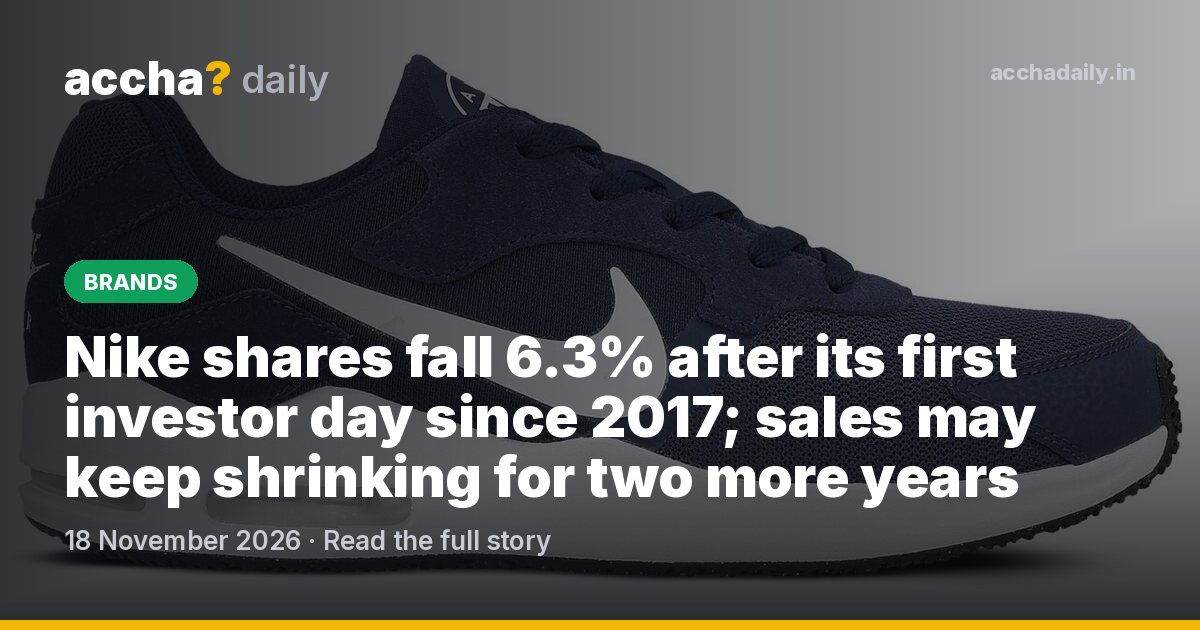 accha? daily
acchadaily.in
BRANDS
Nike shares fall 6.3% after its first
investor day since 2017; sales may
keep shrinking for two more years
18 November 2026 · Read the full story